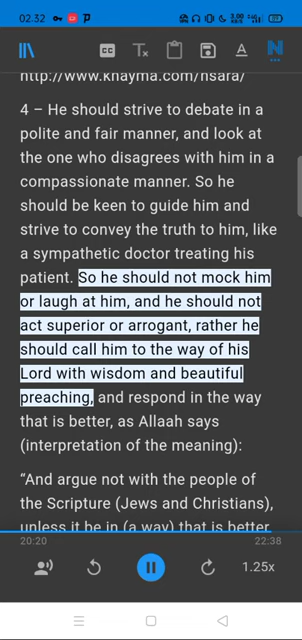 02.32
3,00 KB/S
CC
A
N
http://www.khayma.com/nsara/
4 – He should strive to debate in a
polite and fair manner, and look at
the one who disagrees with him in a
compassionate manner. So he
should be keen to guide him and
strive to convey the truth to him, like
a sympathetic doctor treating his
patient. So he should not mock him
or laugh at him, and he should not
act superior or arrogant, rather he
should call him to the way of his
Lord with wisdom and beautiful
preaching, and respond in the way
that is better, as Allaah says
(interpretation of the meaning):
“And argue not with the people of
the Scripture (Jews and Christians),
unless it be in (a way) that is better
20:20
22:38
1.25x